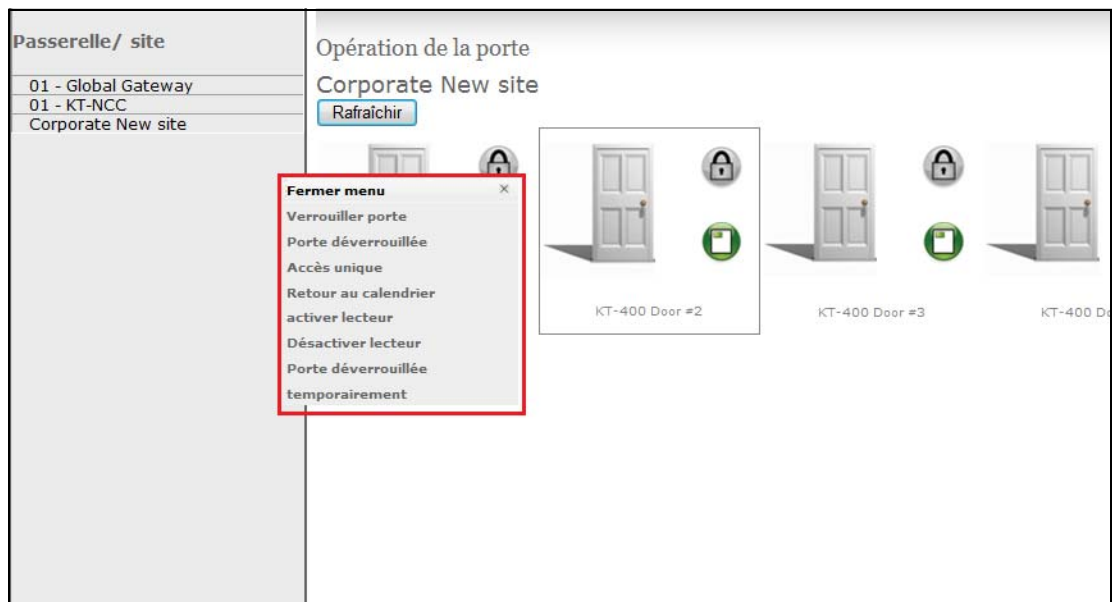 Passerelle/ site
01 - Global Gateway
01 - KT-NCC
Corporate New site
Opération de la porte
Corporate New site
Rafraîchir
Fermer menu ×
Verrouiller porte
Porte déverrouillée
Accès unique
Retour au calendrier
activer lecteur
Désactiver lecteur
Porte déverrouillée
temporairement
KT-400 Door #2
KT-400 Door #3
KT-400